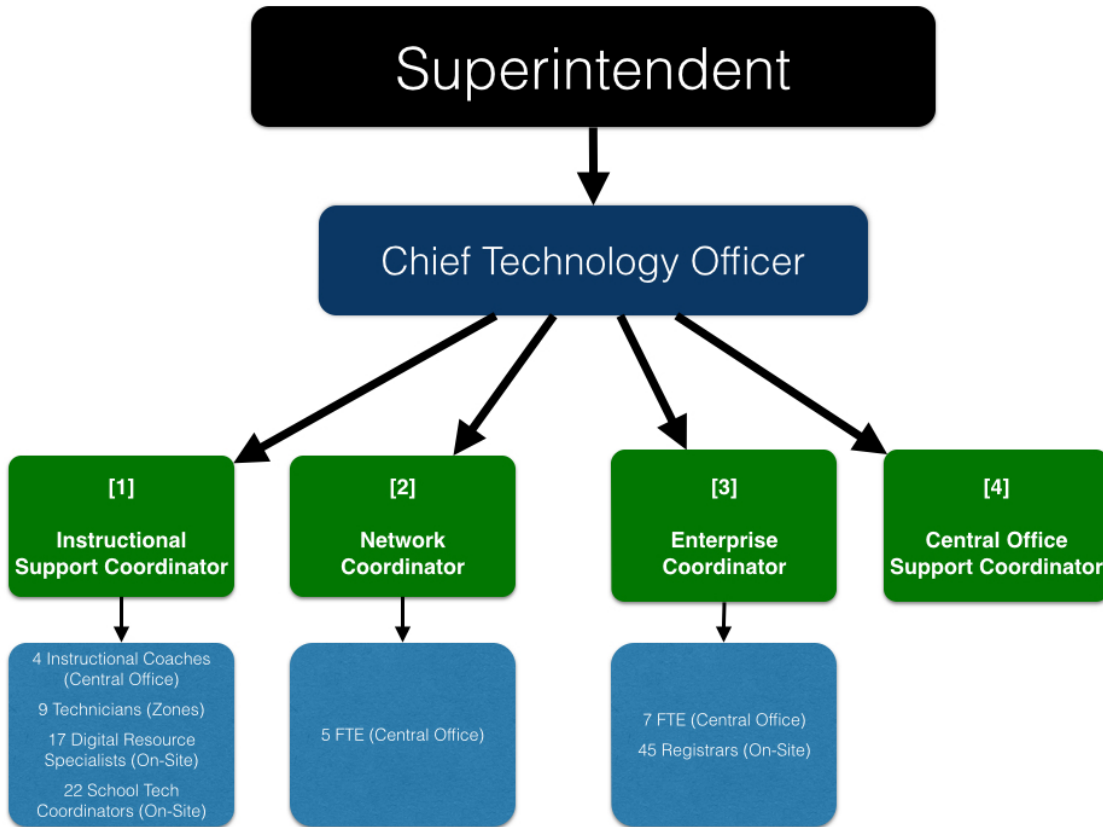 Superintendent
Chief Technology Officer
[1]
Instructional
Support Coordinator
[2]
Network
Coordinator
[3]
Enterprise
Coordinator
[4]
Central Office
Support Coordinator
4 Instructional Coaches
(Central Office)
9 Technicians (Zones)
17 Digital Resource
Specialists (On-Site)
22 School Tech
Coordinators (On-Site)
5 FTE (Central Office)
7 FTE (Central Office)
45 Registrars (On-Site)